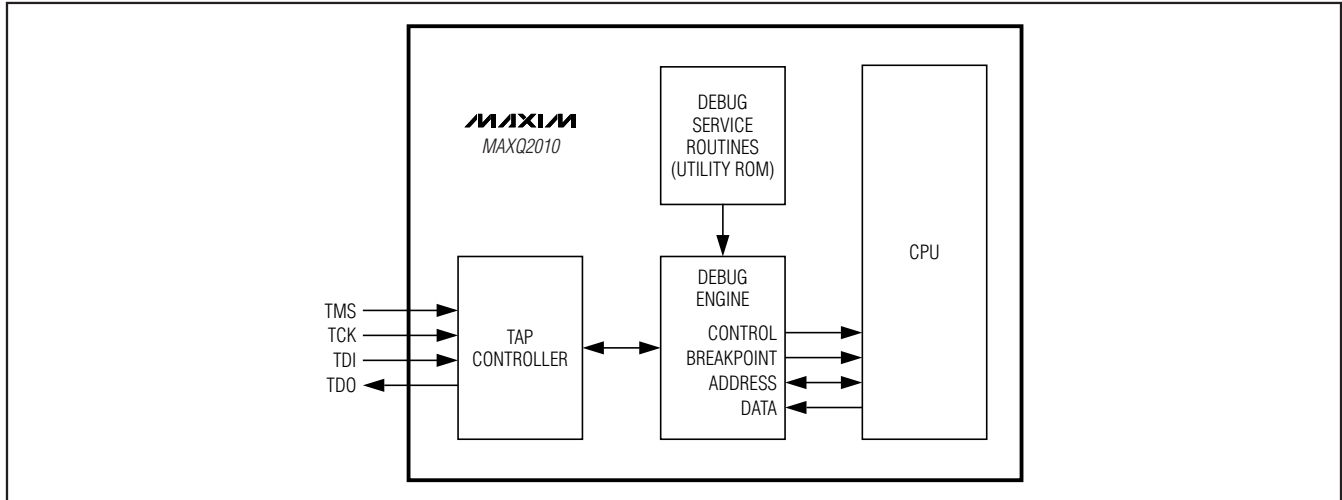 MAXIM
MAXQ2010
DEBUG
SERVICE
ROUTINES
(UTILITY ROM)
CPU
DEBUG
ENGINE
TMS
TCK
TDI
TDO
TAP
CONTROLLER
CONTROL
BREAKPOINT
ADDRESS
DATA